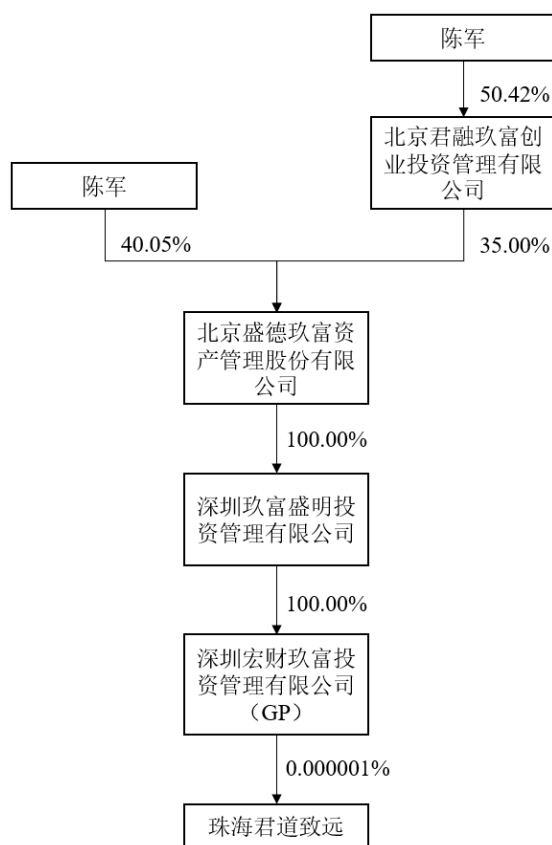 陈军
50.42%
北京君融玖富创
业投资管理有限
公司
陈军
40.05%
35.00%
北京盛德玖富资
产管理股份有限
公司
100.00%
深圳玖富盛明投
资管理有限公司
100.00%
深圳宏财玖富投
资管理有限公司
（GP）
0.000001%
珠海君道致远